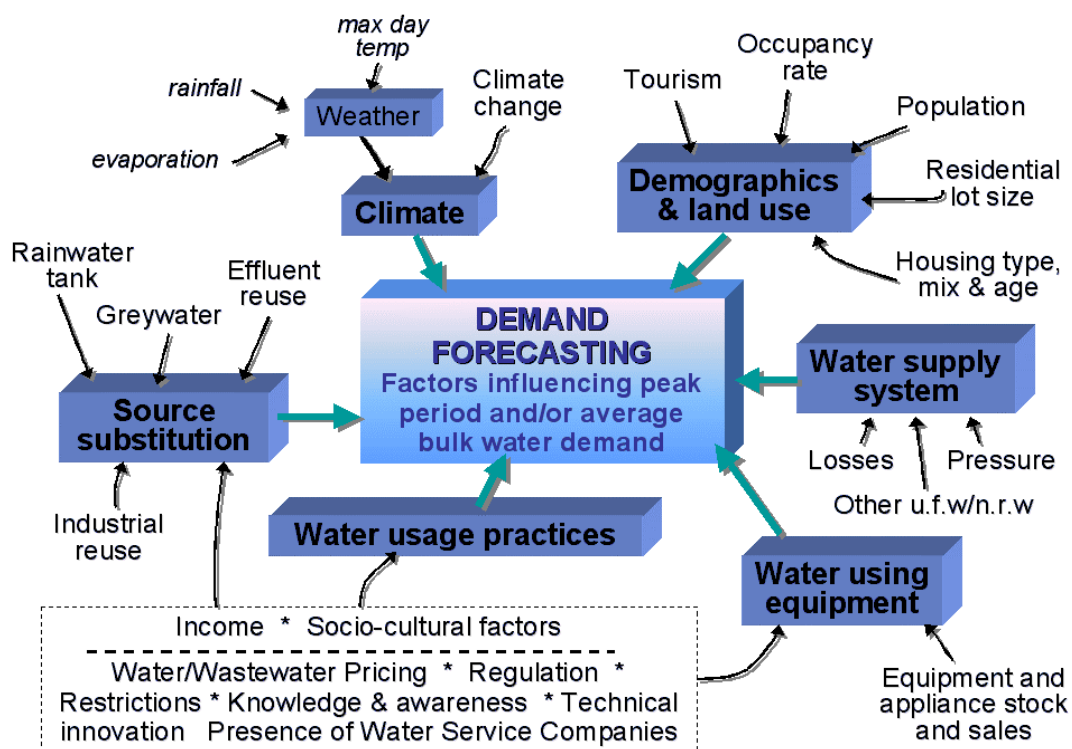 max day
temp
rainfall
Weather
evaporation
Climate
change
Climate
Tourism
Occupancy
rate
Population
Residential
lot size
Housing type,
mix & age
Demographics
& land use
Rainwater
tank
Greywater
Effluent
reuse
Source
substitution
Industrial
reuse
DEMAND
FORECASTING
Factors influencing peak
period and/or average
bulk water demand
Water supply
system
Losses
Pressure
Other u.f.w/n.r.w
Water usage practices
Water using
equipment
Equipment and
appliance stock
and sales
Income * Socio-cultural factors
Water/Wastewater Pricing * Regulation *
Restrictions * Knowledge & awareness * Technical
innovation Presence of Water Service Companies